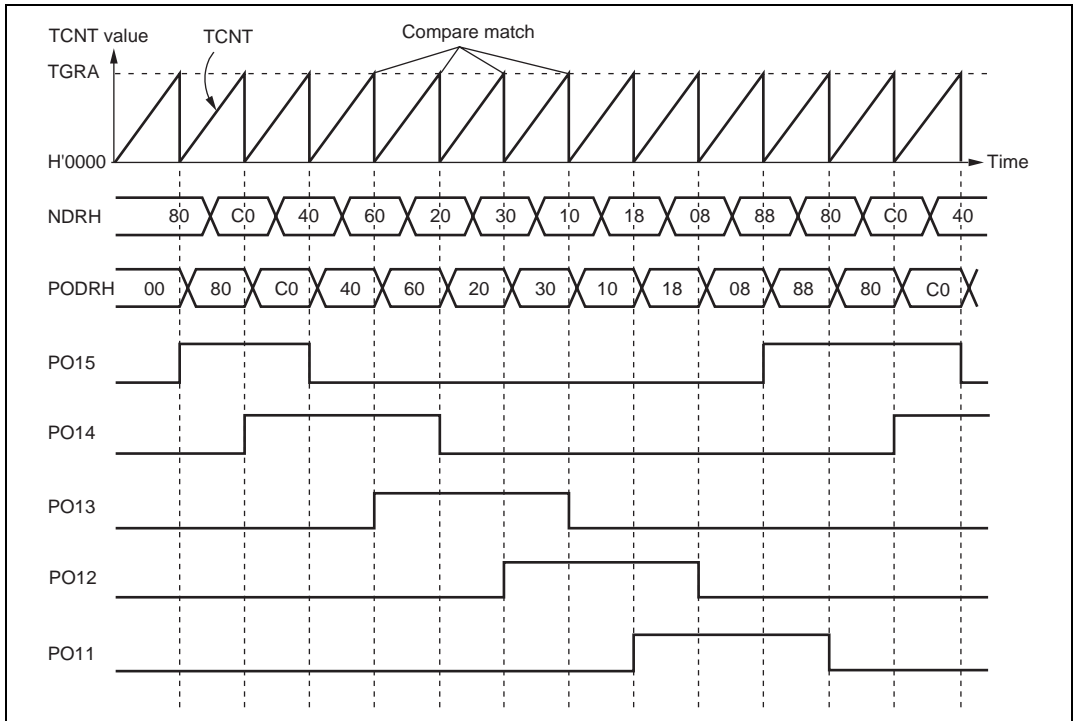 TCNT value TCNT Compare match
TGRA
H'0000 Time
NDRH 80 C0 40 60 20 30 10 18 08 88 80 C0 40
PODRH 00 80 C0 40 60 20 30 10 18 08 88 80 C0
PO15
PO14
PO13
PO12
PO11